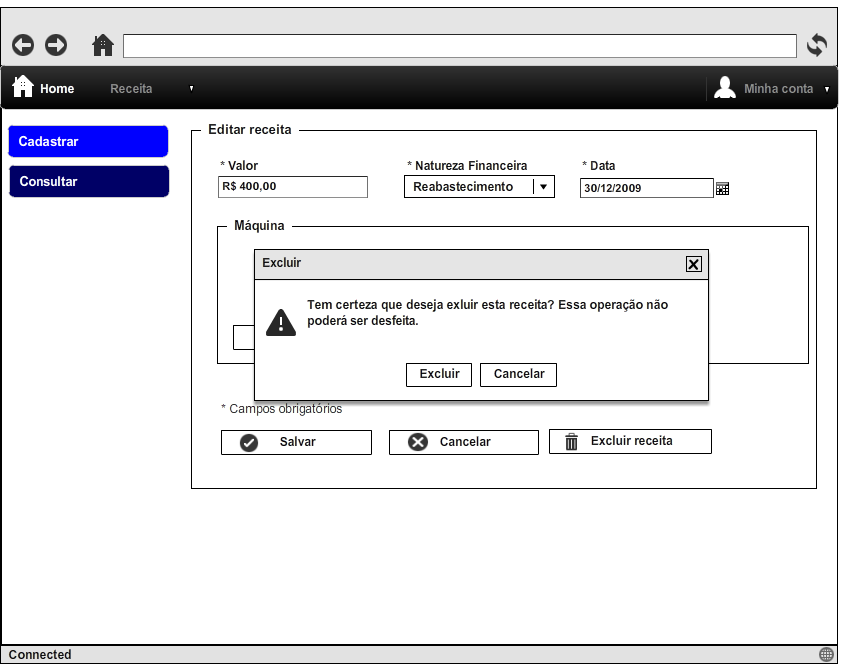 Home Receita Minha conta
Cadastrar
Consultar
Editar receita
* Valor * Natureza Financeira * Data
R$ 400,00 Reabastecimento 30/12/2009
Máquina
Excluir
Tem certeza que deseja exluir esta receita? Essa operação não
poderá ser desfeita.
Excluir Cancelar
* Campos obrigatórios
Salvar Cancelar Excluir receita
Connected